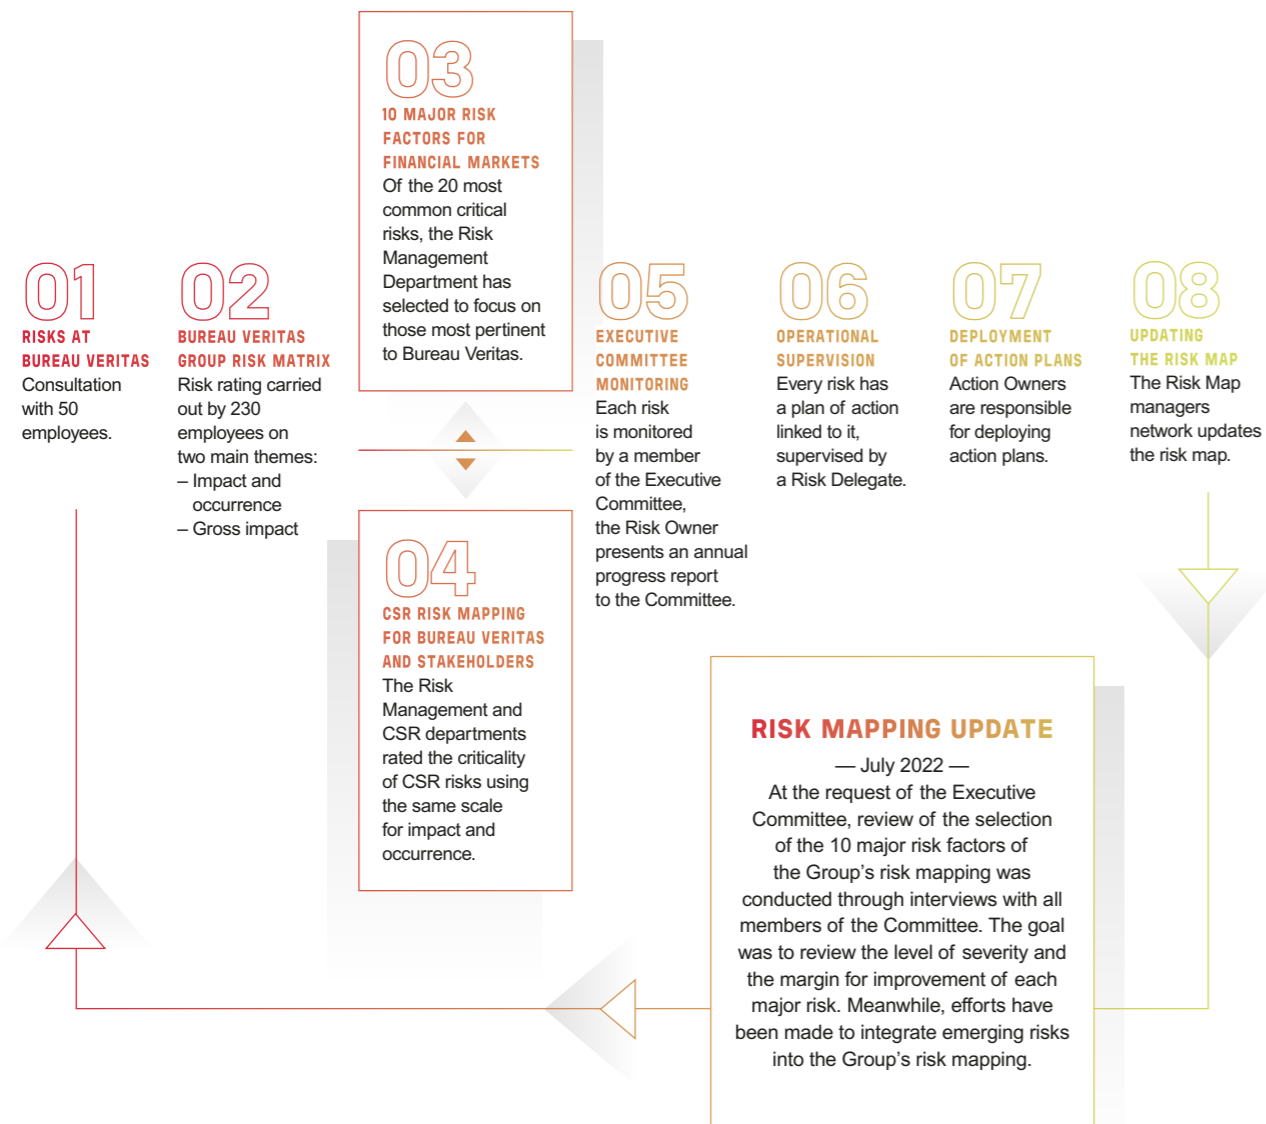 01
RISKS AT
BUREAU VERITAS
Consultation
with 50
employees.
02
BUREAU VERITAS
GROUP RISK MATRIX
Risk rating carried
out by 230
employees on
two main themes:
– Impact and
occurrence
– Gross impact
03
10 MAJOR RISK
FACTORS FOR
FINANCIAL MARKETS
Of the 20 most
common critical
risks, the Risk
Management
Department has
selected to focus on
those most pertinent
to Bureau Veritas.
04
CSR RISK MAPPING
FOR BUREAU VERITAS
AND STAKEHOLDERS
The Risk
Management and
CSR departments
rated the criticality
of CSR risks using
the same scale
for impact and
occurrence.
05
EXECUTIVE
COMMITTEE
MONITORING
Each risk
is monitored
by a member
of the Executive
Committee,
the Risk Owner
presents an annual
progress report
to the Committee.
06
OPERATIONAL
SUPERVISION
Every risk has
a plan of action
linked to it,
supervised by
a Risk Delegate.
07
DEPLOYMENT
OF ACTION PLANS
Action Owners
are responsible
for deploying
action plans.
08
UPDATING
THE RISK MAP
The Risk Map
managers
network updates
the risk map.
RISK MAPPING UPDATE
— July 2022 —
At the request of the Executive
Committee, review of the selection
of the 10 major risk factors of
the Group's risk mapping was
conducted through interviews with all
members of the Committee. The goal
was to review the level of severity and
the margin for improvement of each
major risk. Meanwhile, efforts have
been made to integrate emerging risks
into the Group's risk mapping.